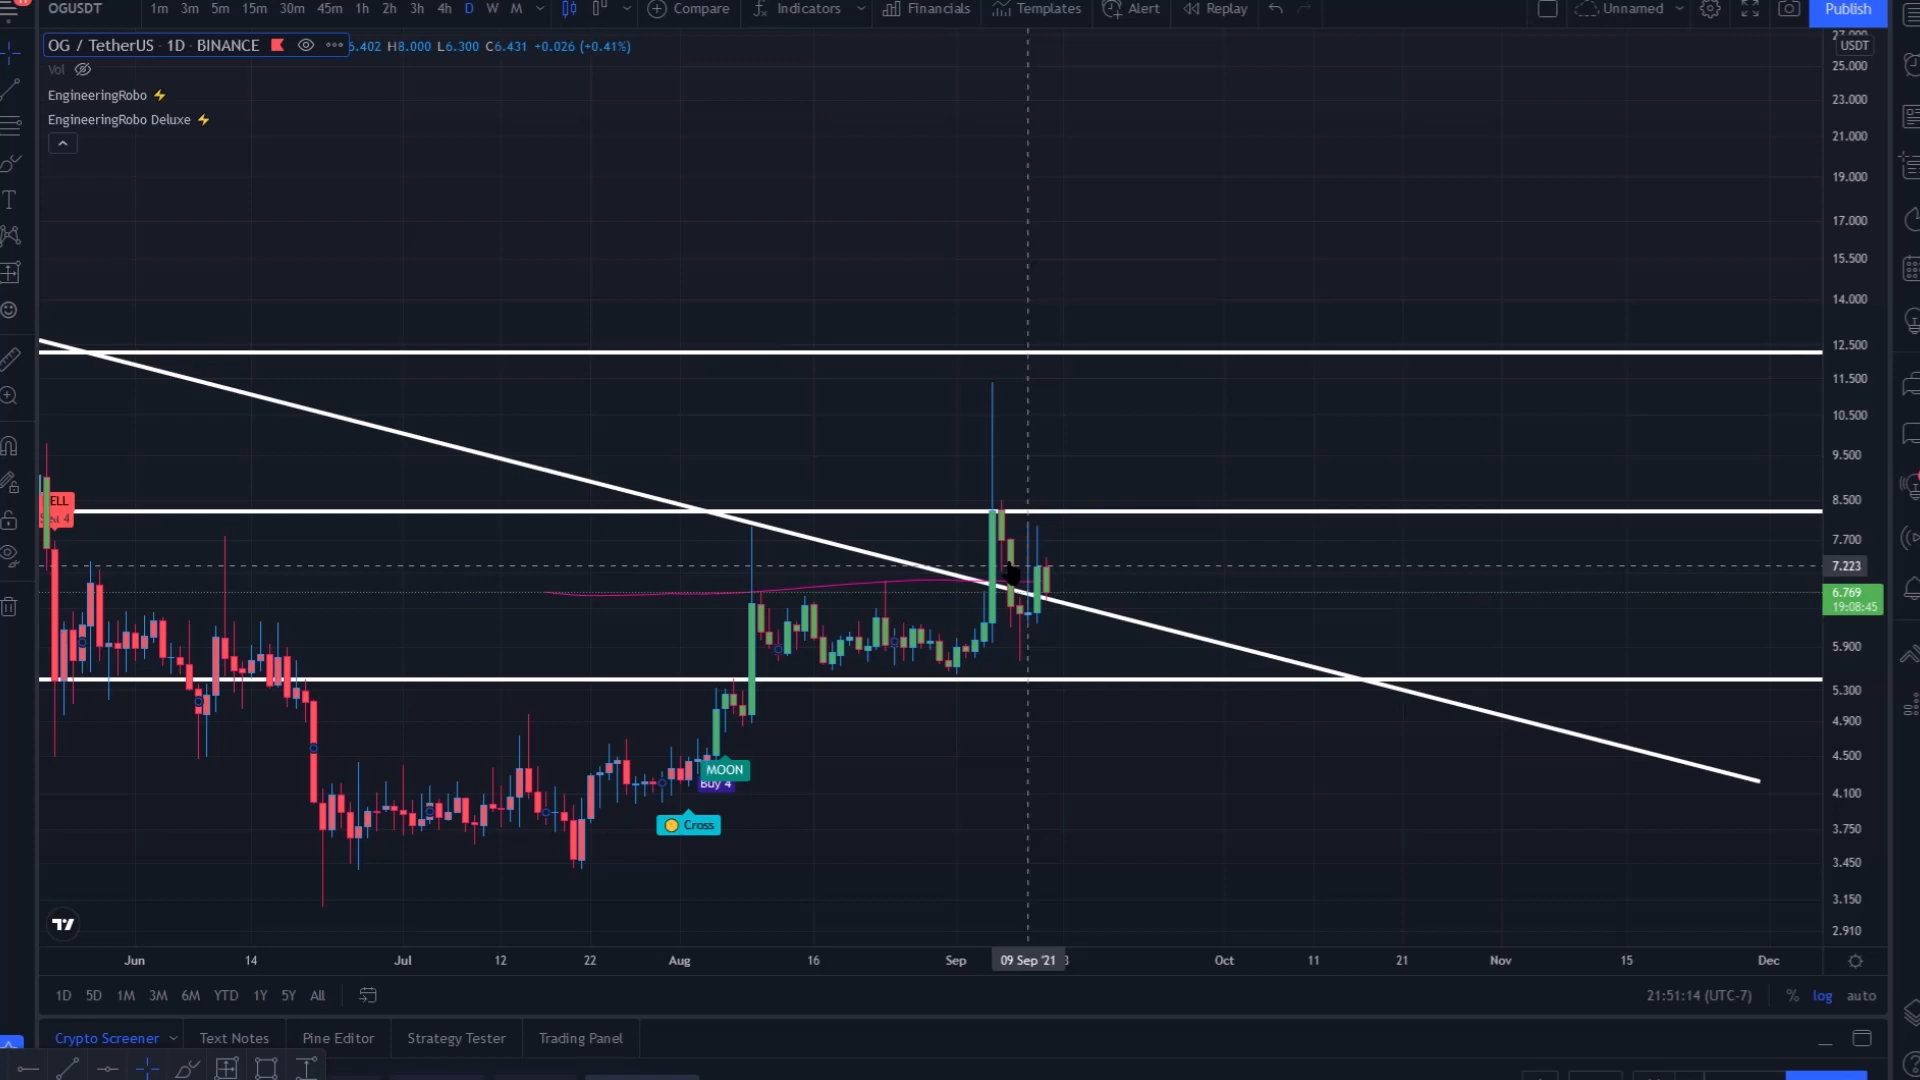 OGUSDT 1m 3m 5m 15m 30m 45m 1h 2h 3h 4h D W M Compare Indicators Financials Templates Alert Replay Unnamed Publish
OG / TetherUS · 1D · BINANCE 6.402 H8.000 L6.300 C6.431 +0.026 (+0.41%)
Vol
EngineeringRobo
EngineeringRobo Deluxe
27.000
USDT
25.000
23.000
21.000
19.000
17.000
15.500
14.000
12.500
11.500
10.500
9.500
8.500
7.700
7.223
6.769
19:08:45
5.900
5.300
4.900
4.500
4.100
3.750
3.450
3.150
2.910
ELL
MOON
Buy 4
Cross
Jun 14 Jul 12 22 Aug 16 Sep 09 Sep '21 Oct 11 21 Nov 15 Dec
1D 5D 1M 3M 6M YTD 1Y 5Y All 21:51:14 (UTC-7) % log auto
Crypto Screener Text Notes Pine Editor Strategy Tester Trading Panel